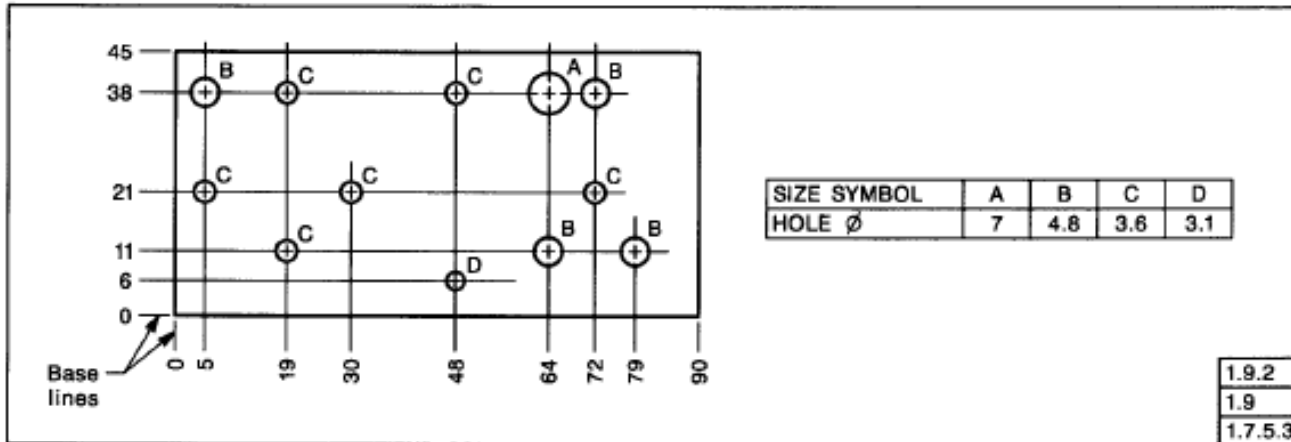 45
B C C A B
38
C C C
21
C B B
11
D
6
0
Base
lines
0 5 19 30 48 64 72 79 90
SIZE SYMBOL A B C D
HOLE Ø 7 4.8 3.6 3.1
1.9.2
1.9
1.7.5.3